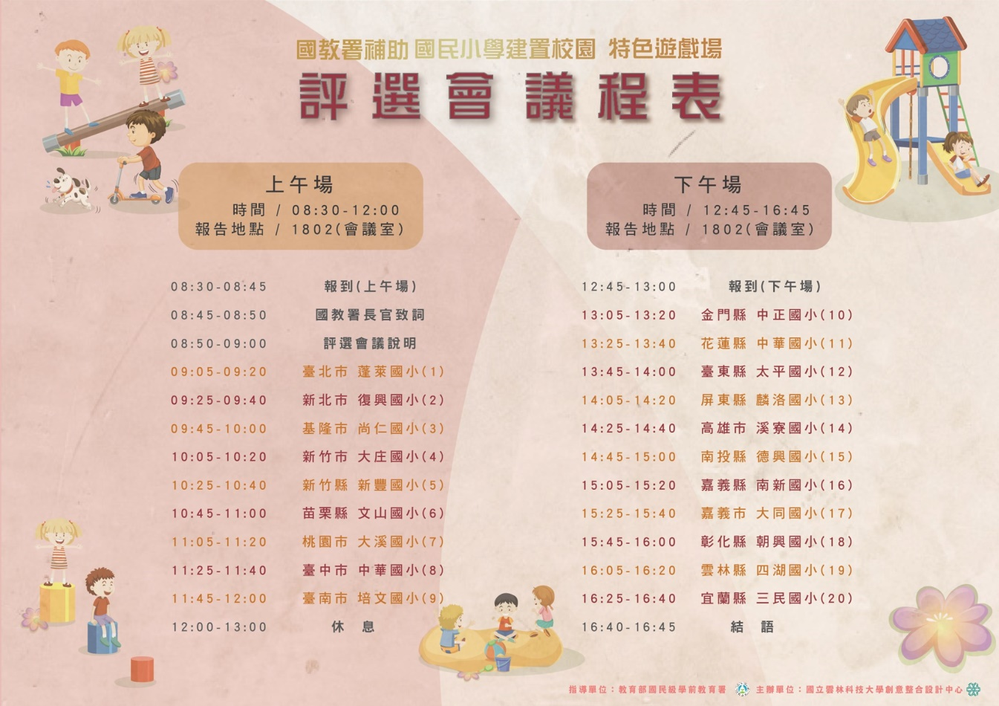 國教署補助 國民小學建置校園 特色遊戲場
評選會議程表
上午場
時間 / 08:30-12:00
報告地點 / 1802(會議室)
08:30-08:45 報到(上午場)
08:45-08:50 國教署長官致詞
08:50-09:00 評選會議說明
09:05-09:20 臺北市 蓬萊國小(1)
09:25-09:40 新北市 復興國小(2)
09:45-10:00 基隆市 尚仁國小(3)
10:05-10:20 新竹市 大庄國小(4)
10:25-10:40 新竹縣 新豐國小(5)
10:45-11:00 苗栗縣 文山國小(6)
11:05-11:20 桃園市 大溪國小(7)
11:25-11:40 臺中市 中華國小(8)
11:45-12:00 臺南市 培文國小(9)
12:00-13:00 休 息
下午場
時間 / 12:45-16:45
報告地點 / 1802(會議室)
12:45-13:00 報到(下午場)
13:05-13:20 金門縣 中正國小(10)
13:25-13:40 花蓮縣 中華國小(11)
13:45-14:00 臺東縣 太平國小(12)
14:05-14:20 屏東縣 麟洛國小(13)
14:25-14:40 高雄市 溪寮國小(14)
14:45-15:00 南投縣 德興國小(15)
15:05-15:20 嘉義縣 南新國小(16)
15:25-15:40 嘉義市 大同國小(17)
15:45-16:00 彰化縣 朝興國小(18)
16:05-16:20 雲林縣 四湖國小(19)
16:25-16:40 宜蘭縣 三民國小(20)
16:40-16:45 結 語
指導單位：教育部國民級學前教育署 主辦單位：國立雲林科技大學創意整合設計中心